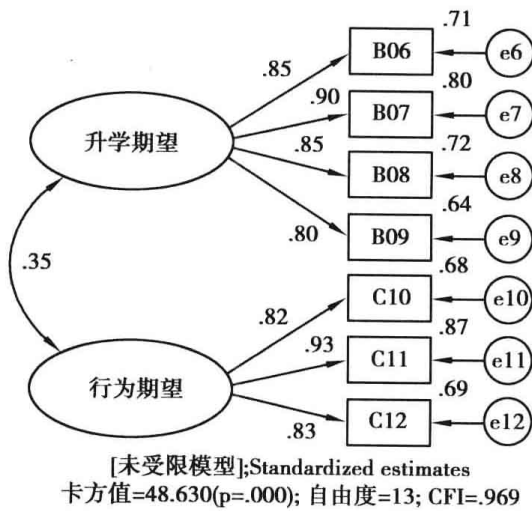 .71
.85
B06
e6
.80
.90
B07
e7
.72
升学期望
.85
B08
e8
.64
.80
B09
e9
.35
.68
.82
C10
e10
.87
.93
C11
e11
行为期望
.69
.83
C12
e12
[未受限模型];Standardized estimates
卡方值=48.630(p=.000); 自由度=13; CFI=.969